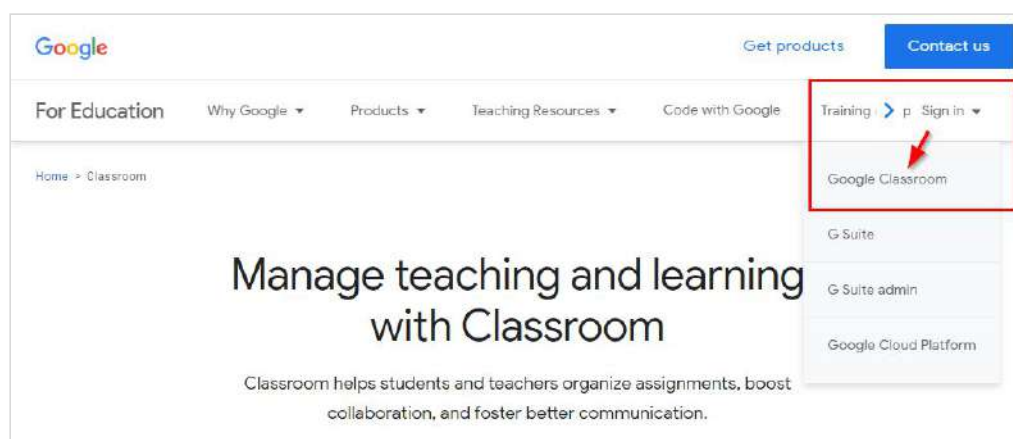 Google
Get products
Contact us
For Education
Why Google
Products
Teaching Resources
Code with Google
Training
p
Sign in
Home > Classroom
Google Classroom
G Suite
G Suite admin
Google Cloud Platform
Manage teaching and learning
with Classroom
Classroom helps students and teachers organize assignments, boost
collaboration, and foster better communication.